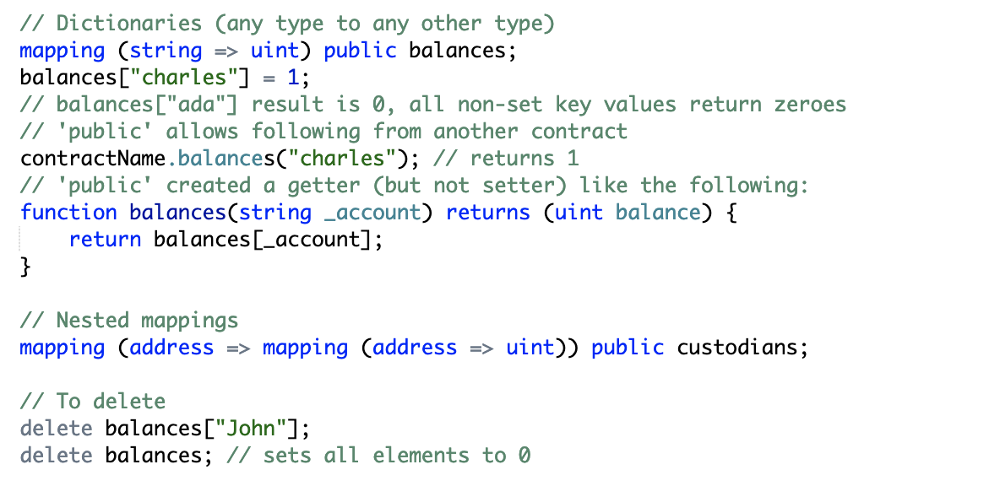 // Dictionaries (any type to any other type)
mapping (string => uint) public balances;
balances["charles"] = 1;
// balances["ada"] result is 0, all non-set key values return zeroes
// 'public' allows following from another contract
contractName.balances("charles"); // returns 1
// 'public' created a getter (but not setter) like the following:
function balances(string _account) returns (uint balance) {
    return balances[_account];
}

// Nested mappings
mapping (address => mapping (address => uint)) public custodians;

// To delete
delete balances["John"];
delete balances; // sets all elements to 0